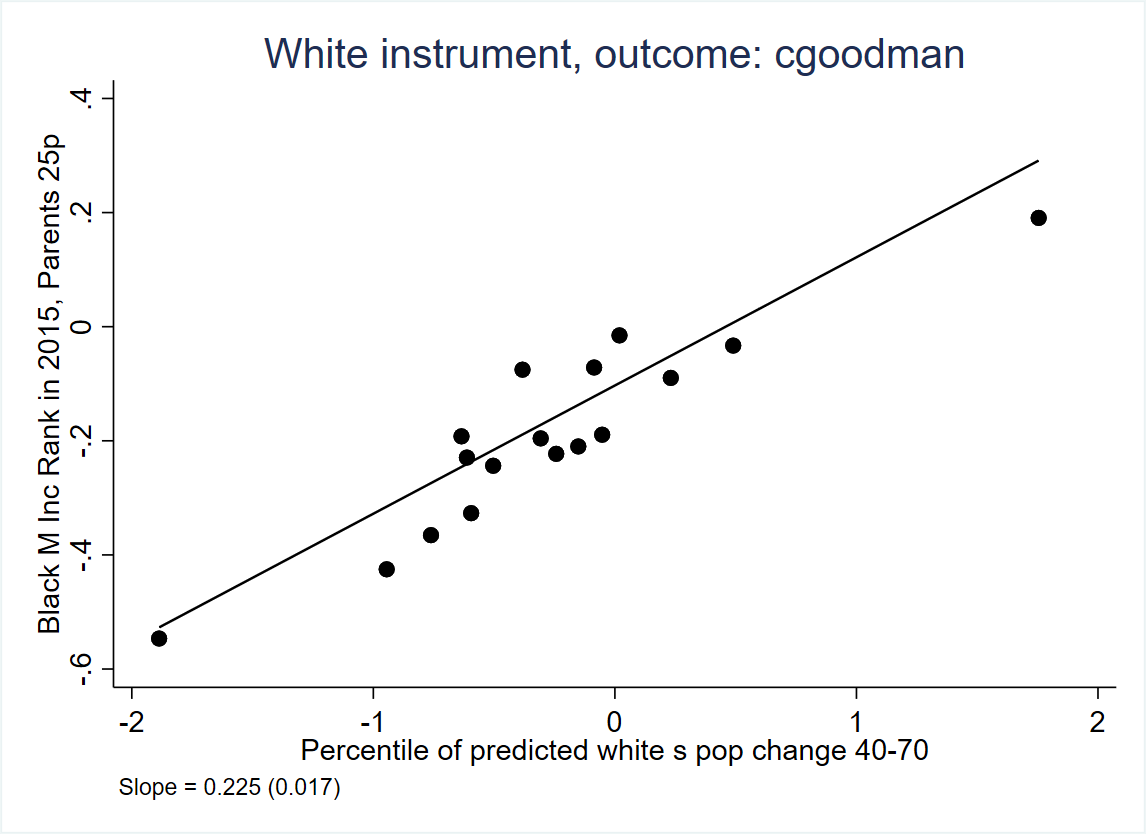 White instrument, outcome: cgoodman
Black M Inc Rank in 2015, Parents 25p
.4
.2
0
-.2
-.4
-.6
-2
-1
0
1
2
Percentile of predicted white s pop change 40-70
Slope = 0.225 (0.017)